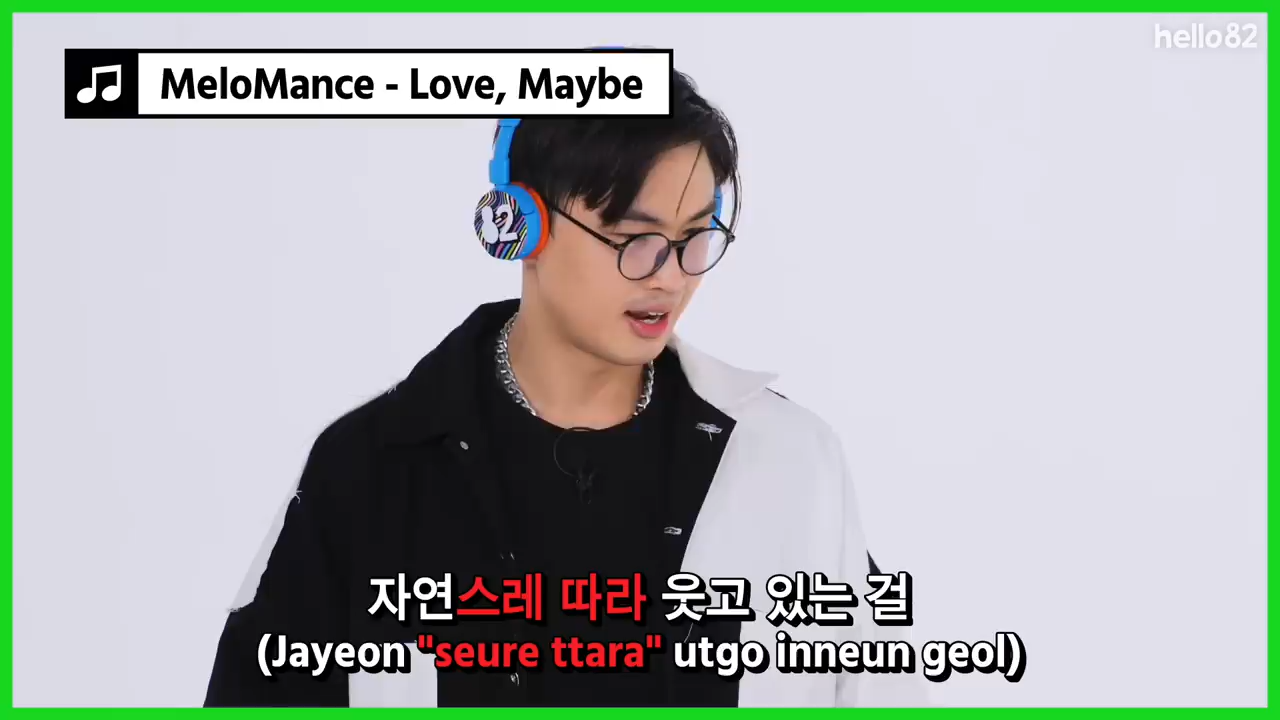 hello82
MeloMance - Love, Maybe
82
자연스레 따라 웃고 있는 걸
(Jayeon "seure ttara" utgo inneun geol)